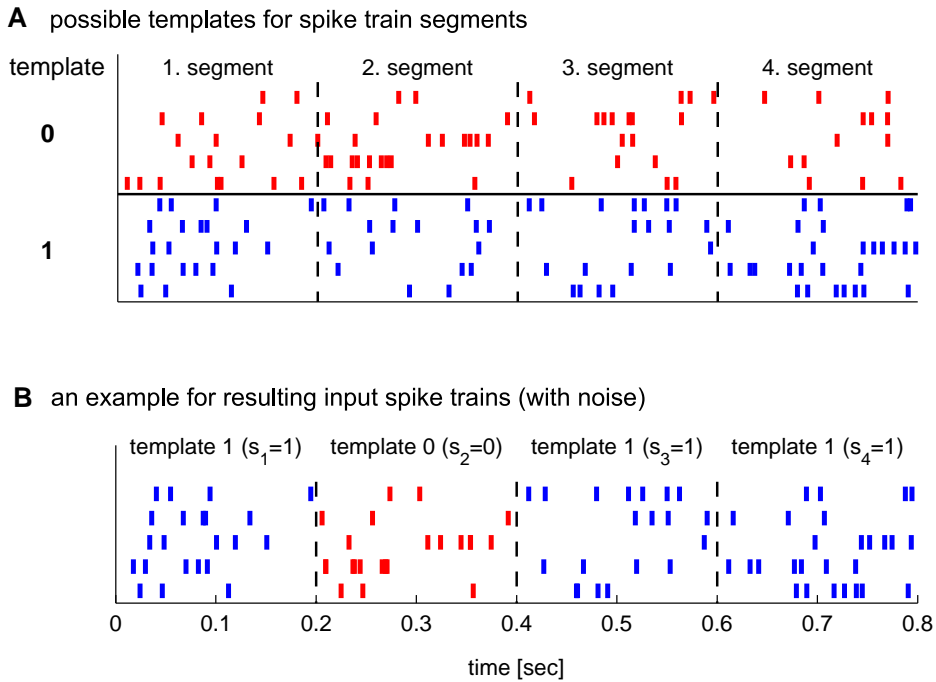 A possible templates for spike train segments
template 1. segment 2. segment 3. segment 4. segment
0
1
B an example for resulting input spike trains (with noise)
template 1 (s1=1) template 0 (s2=0) template 1 (s3=1) template 1 (s4=1)
0 0.1 0.2 0.3 0.4 0.5 0.6 0.7 0.8
time [sec]